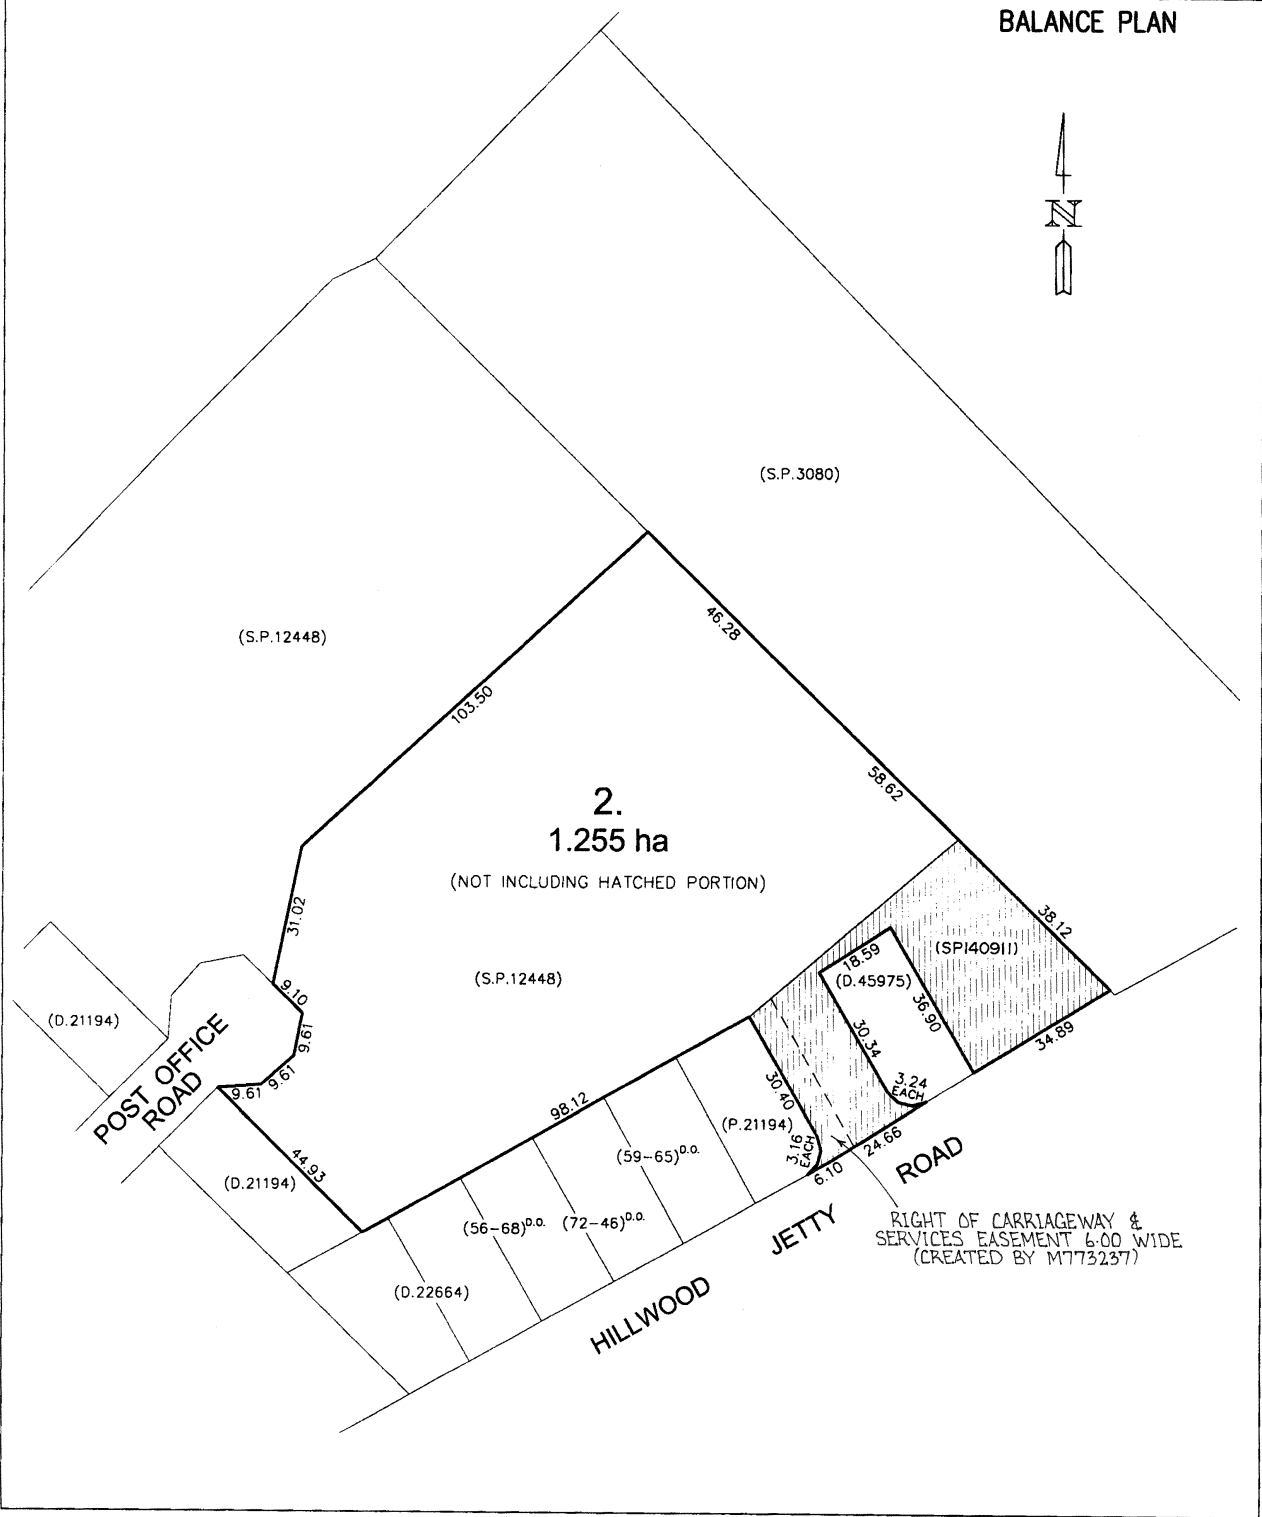 BALANCE PLAN
N
(S.P.3080)
46.28
(S.P.12448)
103.50
58.62
2.
1.255 ha
(NOT INCLUDING HATCHED PORTION)
31.02
38.12
(SP140911)
18.59
(D.45975)
(S.P.12448)
9.10
36.90
(D.21194)
9.61
30.34
34.89
POST OFFICE
ROAD
9.61
9.61
3.24
EACH
30.40
98.12
(P.21194)
3.16
EACH
24.66
6.10
(59-65)D.O.
44.93
(D.21194)
ROAD
(56-68)D.O.
(72-46)D.O.
JETTY
RIGHT OF CARRIAGEWAY &
SERVICES EASEMENT 6.00 WIDE
(CREATED BY M773237)
(D.22664)
HILLWOOD